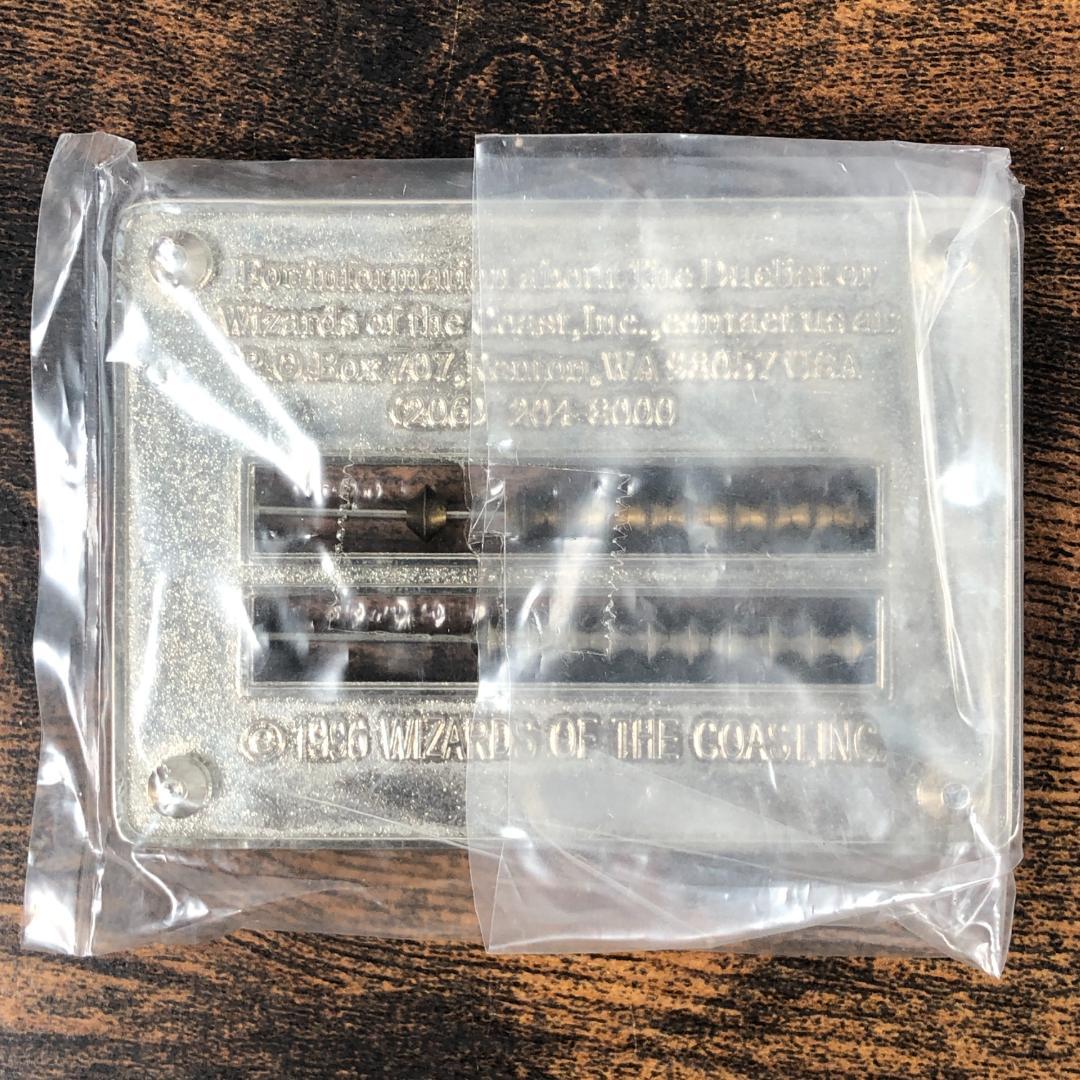 For information about The Duelist or
Wizards of the Coast, Inc., contact us at:
P.O. Box 707, Renton, WA 98057 USA
(206) 204-8000
© 1996 WIZARDS OF THE COAST, INC.